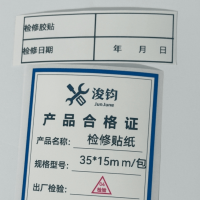 检修胶贴
检修日期 年 月 日
浚钧
JunJune
产品合格证
产品名称: 检修贴纸
规格型号: 35*15mm/包
出厂检验: